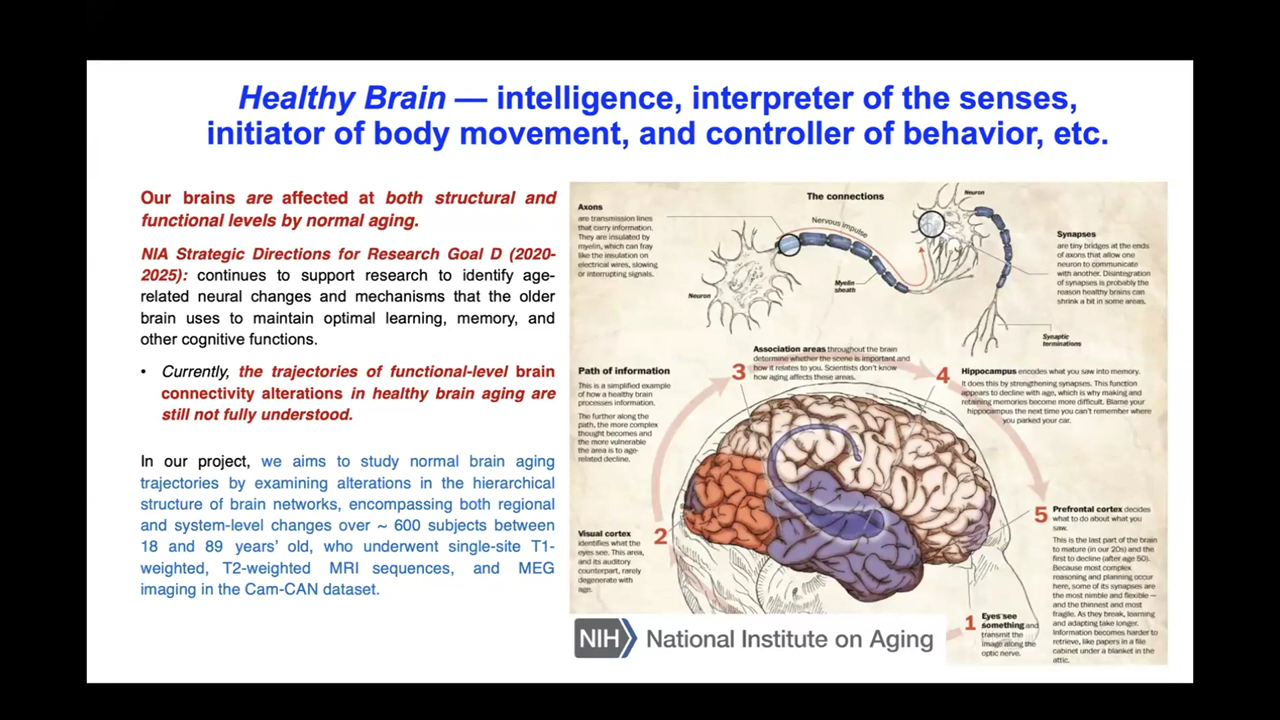 Healthy Brain — intelligence, interpreter of the senses,
initiator of body movement, and controller of behavior, etc.
Our brains are affected at both structural and
functional levels by normal aging.
NIA Strategic Directions for Research Goal D (2020-
2025): continues to support research to identify age-
related neural changes and mechanisms that the older
brain uses to maintain optimal learning, memory, and
other cognitive functions.
• Currently, the trajectories of functional-level brain
connectivity alterations in healthy brain aging are
still not fully understood.
In our project, we aims to study normal brain aging
trajectories by examining alterations in the hierarchical
structure of brain networks, encompassing both regional
and system-level changes over ~ 600 subjects between
18 and 89 years' old, who underwent single-site T1-
weighted, T2-weighted MRI sequences, and MEG
imaging in the Cam-CAN dataset.
The connections
Axons
are transmission lines
that carry information.
They are insulated by
myelin, which can fray
like the insulation on
electrical wires, slowing
or interrupting signals.
Neuron
Nervous impulse
Myelin
sheath
Neuron
Synapses
are tiny bridges at the ends
of axons that allow one
neuron to communicate
with another. Disintegration
of synapses is probably the
reason healthy brains can
shrink a bit in some areas.
Synaptic
terminations
Path of information
This is a simplified example
of how a healthy brain
processes information.
The further along the
path, the more complex
thought becomes and
the more vulnerable
the area is to age-
related decline.
3
Association areas throughout the brain
determine whether the scene is important and
how it relates to you. Scientists don't know
how aging affects these areas.
4
Hippocampus encodes what you saw into memory.
It does this by strengthening synapses. This function
appears to decline with age, which is why making and
retaining memories become more difficult. Blame your
hippocampus the next time you can't remember where
you parked your car.
Visual cortex
identifies what the
eyes see. This area,
and its auditory
counterpart, rarely
degenerate with
age.
2
5
Prefrontal cortex decides
what to do about what you
saw.
This is the last part of the brain
to mature (in our 20s) and the
first to decline (after age 50).
Because most complex
reasoning and planning occur
here, some of its synapses are
the most nimble and flexible —
and the thinnest and most
fragile. As they break, learning
and adapting take longer.
Information becomes harder to
retrieve, like papers in a file
cabinet under a blanket in the
attic.
1
Eyes see
something and
transmit the
image along the
optic nerve.
NIH National Institute on Aging